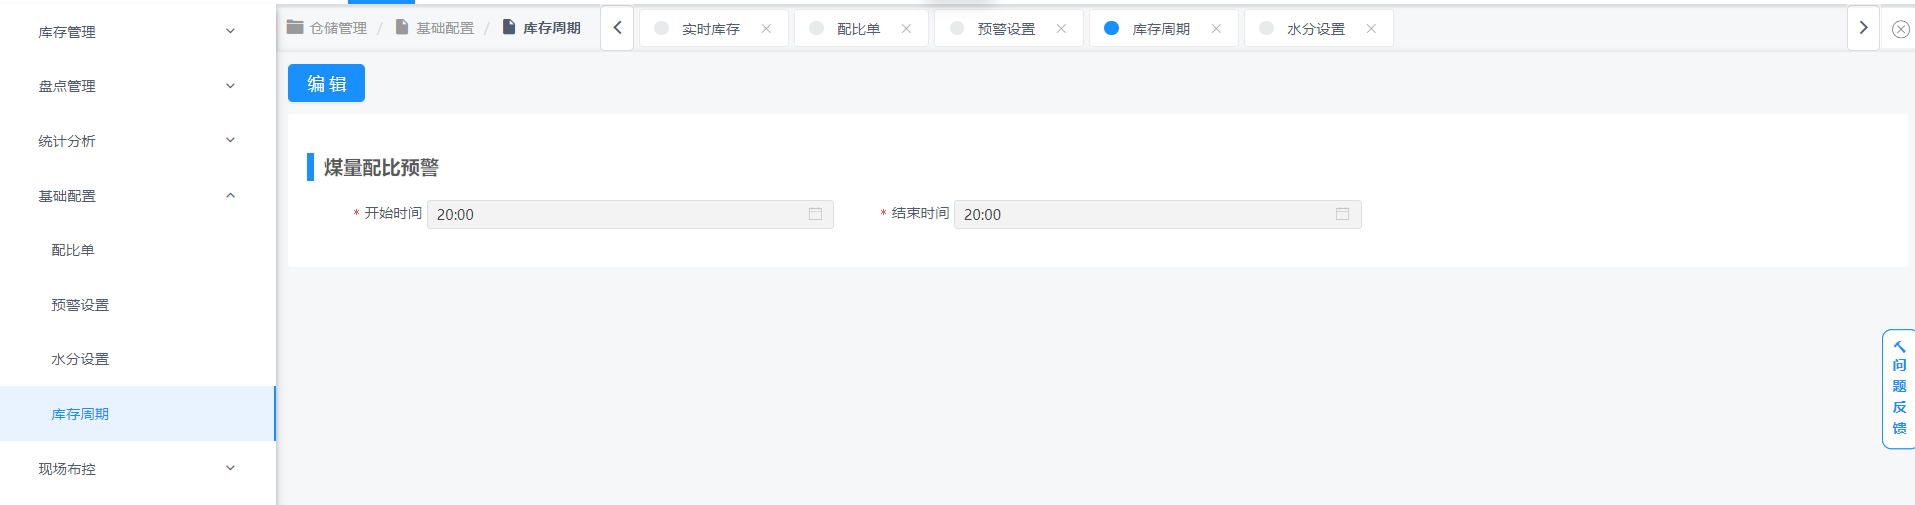 库存管理
盘点管理
统计分析
基础配置
配比单
预警设置
水分设置
库存周期
现场布控
仓储管理 / 基础配置 / 库存周期
实时库存
配比单
预警设置
库存周期
水分设置
编 辑
煤量配比预警
* 开始时间 20:00
* 结束时间 20:00
问题反馈